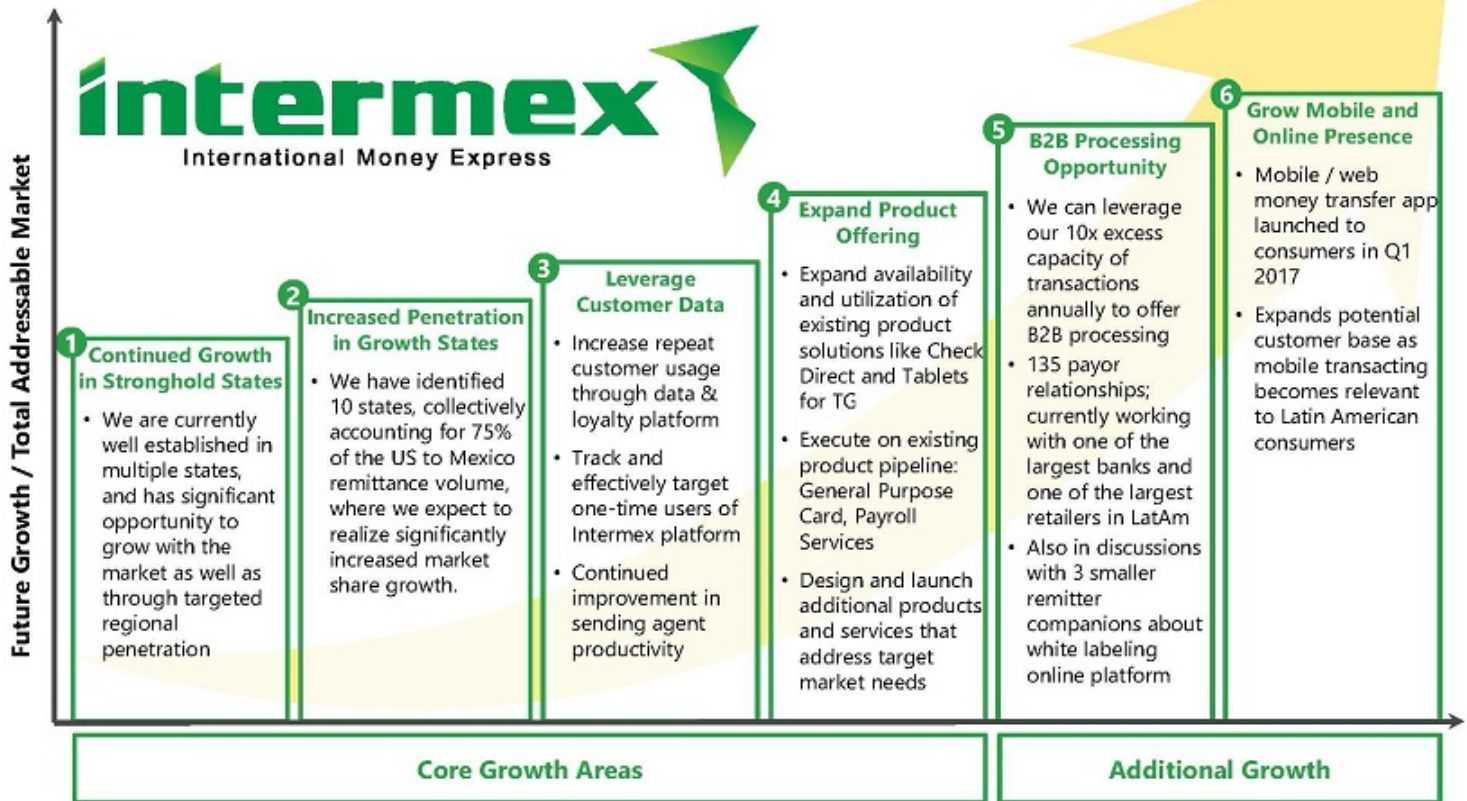 intermex
International Money Express
Future Growth / Total Addressable Market
1
Continued Growth
in Stronghold States
• We are currently
well established in
multiple states,
and has significant
opportunity to
grow with the
market as well as
through targeted
regional
penetration
2
Increased Penetration
in Growth States
• We have identified
10 states, collectively
accounting for 75%
of the US to Mexico
remittance volume,
where we expect to
realize significantly
increased market
share growth.
3
Leverage
Customer Data
• Increase repeat
customer usage
through data &
loyalty platform
• Track and
effectively target
one-time users of
Intermex platform
• Continued
improvement in
sending agent
productivity
4
Expand Product
Offering
• Expand availability
and utilization of
existing product
solutions like Check
Direct and Tablets
for TG
• Execute on existing
product pipeline:
General Purpose
Card, Payroll
Services
• Design and launch
additional products
and services that
address target
market needs
5
B2B Processing
Opportunity
• We can leverage
our 10x excess
capacity of
transactions
annually to offer
B2B processing
• 135 payor
relationships;
currently working
with one of the
largest banks and
one of the largest
retailers in LatAm
• Also in discussions
with 3 smaller
remitter
companions about
white labeling
online platform
6
Grow Mobile and
Online Presence
• Mobile / web
money transfer app
launched to
consumers in Q1
2017
• Expands potential
customer base as
mobile transacting
becomes relevant
to Latin American
consumers
Core Growth Areas
Additional Growth